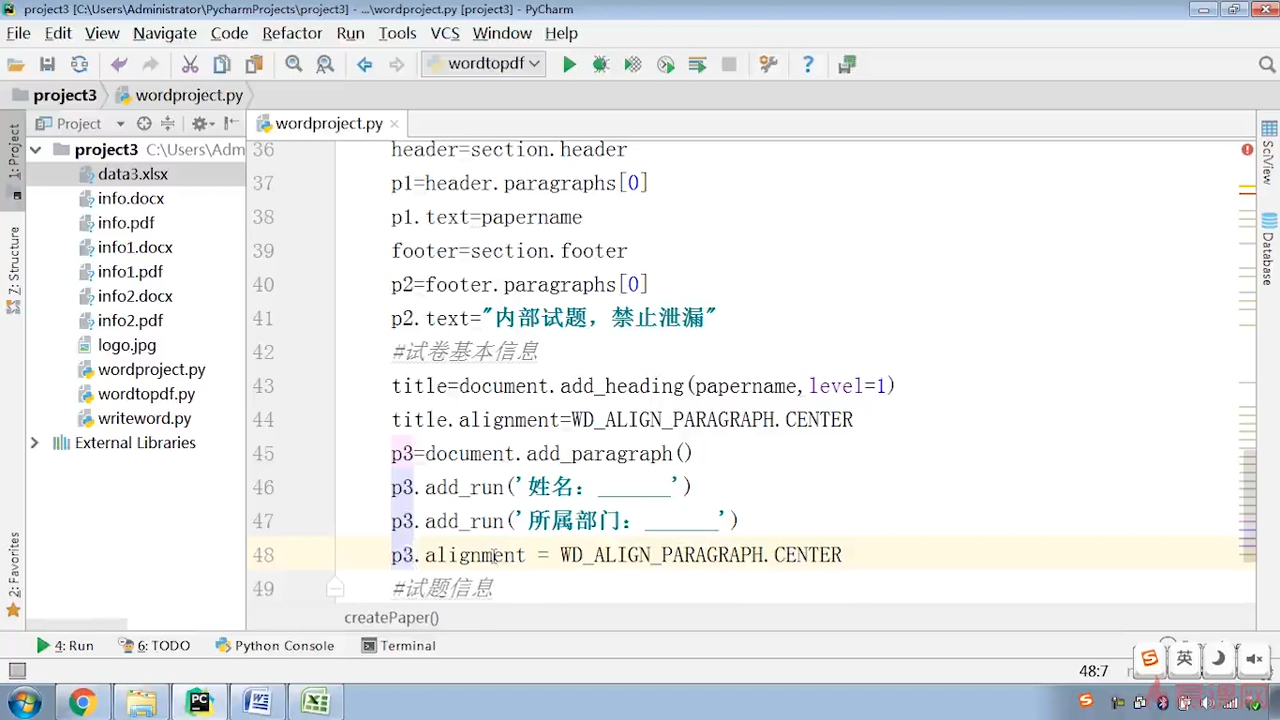 project3 [C:\Users\Administrator\PycharmProjects\project3] - ...\wordproject.py [project3] - PyCharm
File Edit View Navigate Code Refactor Run Tools VCS Window Help
wordtopdf
project3 wordproject.py
Project
wordproject.py
1: Project
Z: Structure
2: Favorites
project3 C:\Users\Adm
data3.xlsx
info.docx
info.pdf
info1.docx
info1.pdf
info2.docx
info2.pdf
logo.jpg
wordproject.py
wordtopdf.py
writeword.py
External Libraries
36 header=section.header
37 p1=header.paragraphs[0]
38 p1.text=papername
39 footer=section.footer
40 p2=footer.paragraphs[0]
41 p2.text="内部试题，禁止泄漏"
42 #试卷基本信息
43 title=document.add_heading(papername,level=1)
44 title.alignment=WD_ALIGN_PARAGRAPH.CENTER
45 p3=document.add_paragraph()
46 p3.add_run('姓名：______')
47 p3.add_run('所属部门：______')
48 p3.alignment = WD_ALIGN_PARAGRAPH.CENTER
49 #试题信息
createPaper()
SciView
Database
4: Run 6: TODO Python Console Terminal
48:7
英